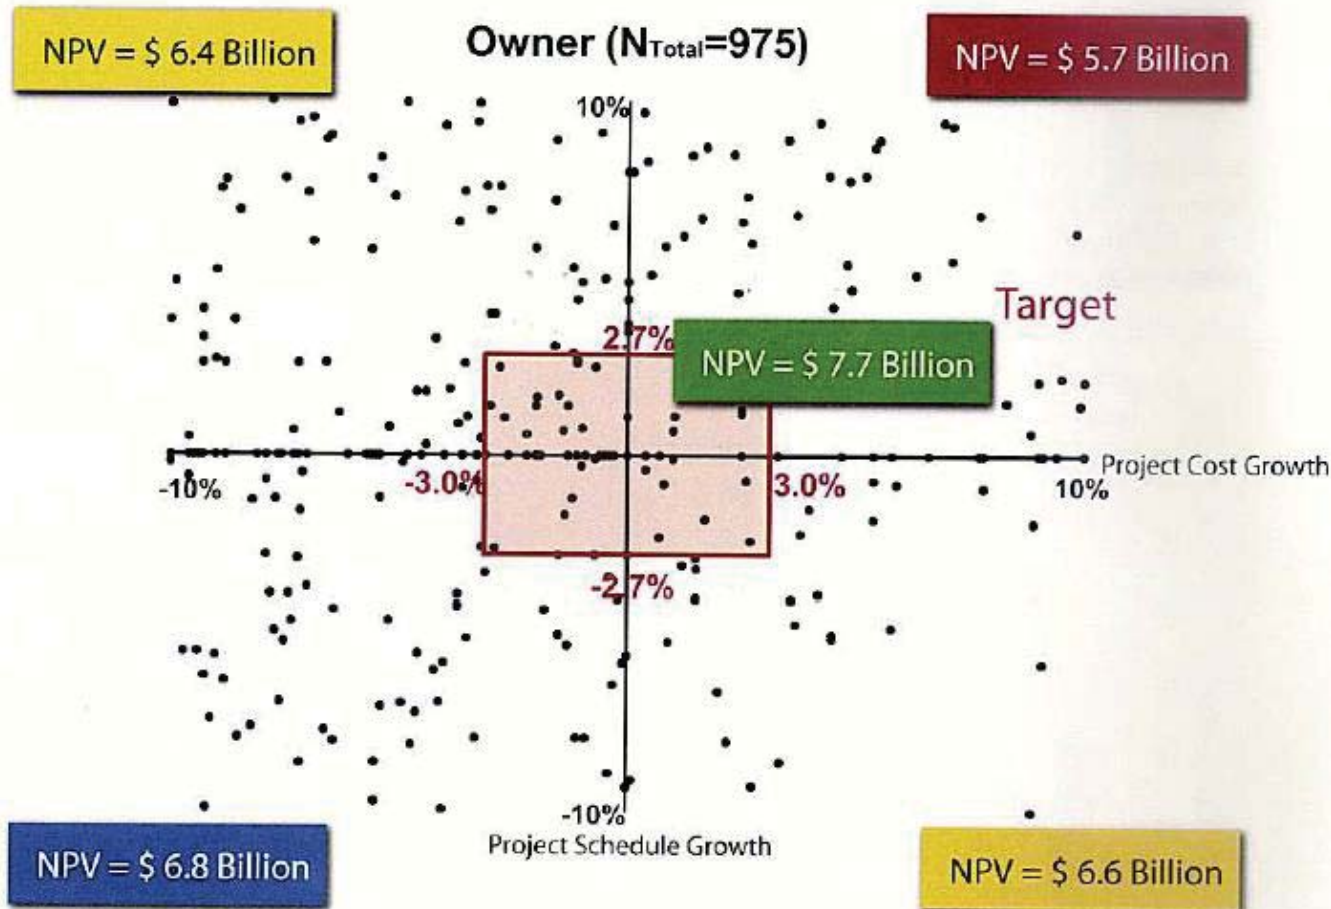 NPV = $ 6.4 Billion
Owner (NTotal=975)
NPV = $ 5.7 Billion
10%
Target
2.7%
NPV = $ 7.7 Billion
-10%
-3.0%
3.0%
10%
Project Cost Growth
-2.7%
-10%
Project Schedule Growth
NPV = $ 6.8 Billion
NPV = $ 6.6 Billion